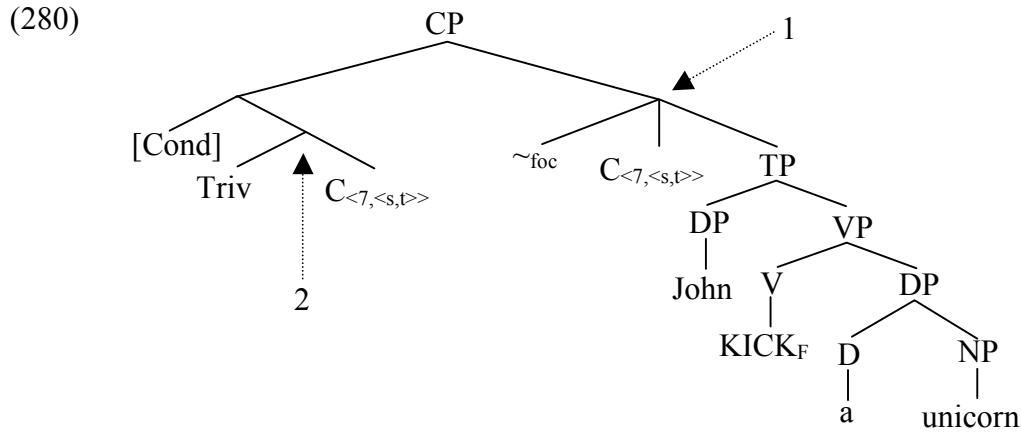 (280)
CP
1
[Cond]
Triv
C<7,<s,t>>
~foc
C<7,<s,t>>
TP
DP
VP
John
V
DP
2
KICKF
D
NP
a
unicorn